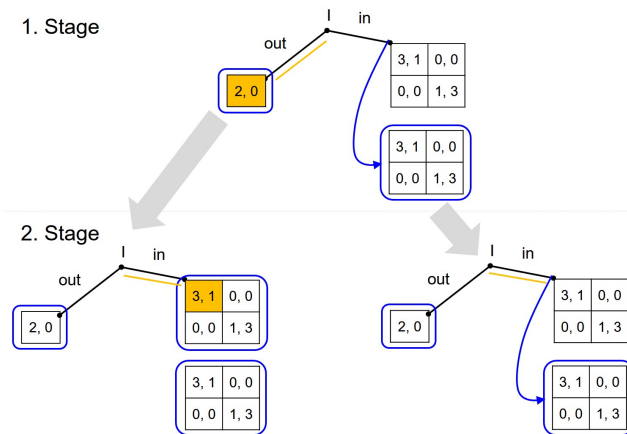 1. Stage
I
in
out
3, 1 0, 0
2, 0
0, 0 1, 3
3, 1 0, 0
0, 0 1, 3
2. Stage
I
in
out
3, 1 0, 0
2, 0
0, 0 1, 3
3, 1 0, 0
0, 0 1, 3
I
in
out
3, 1 0, 0
2, 0
0, 0 1, 3
3, 1 0, 0
0, 0 1, 3